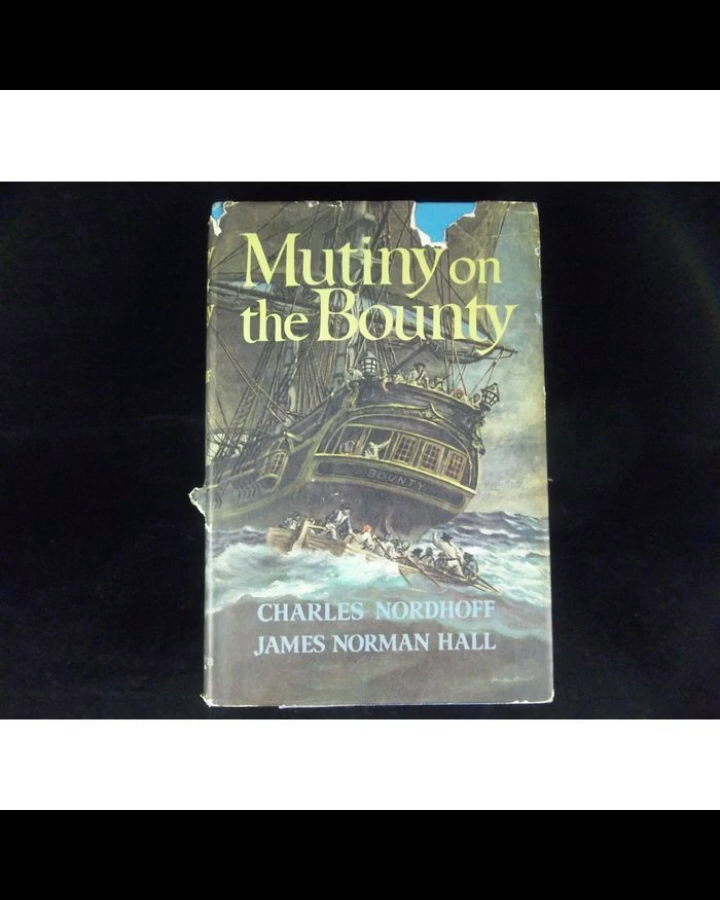 Mutiny on
the Bounty
BOUNTY
CHARLES NORDHOFF
JAMES NORMAN HALL